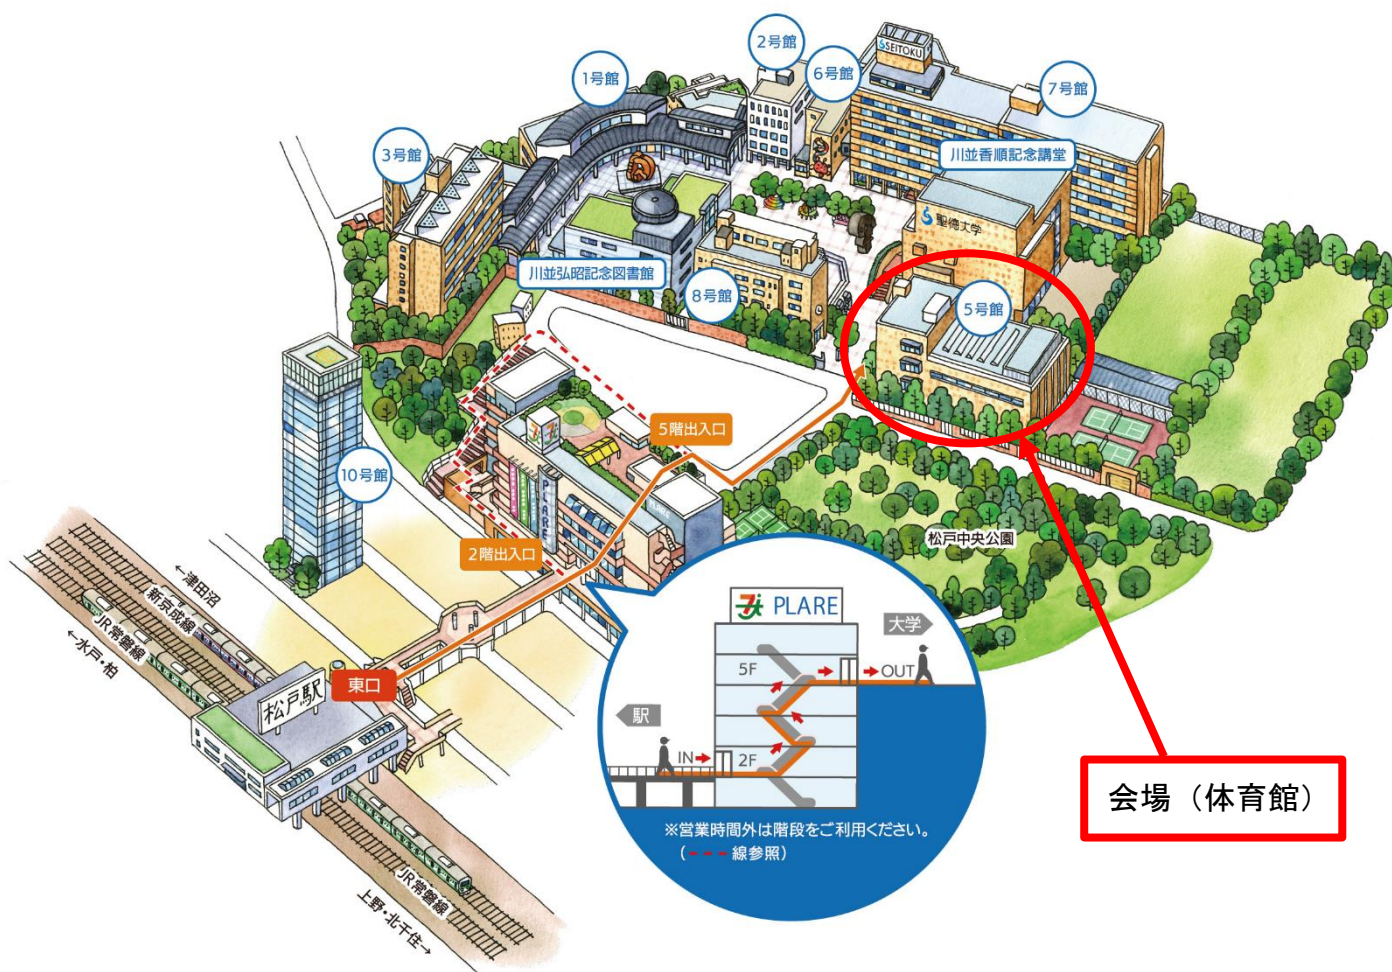 2号館
6号館
SEITOKU
1号館
7号館
3号館
川並香順記念講堂
聖徳大学
川並弘昭記念図書館
8号館
5号館
5階出入口
10号館
PLARE
PLARE
2階出入口
松戸中央公園
←津田沼
新京成線
JR常磐線
←水戸・柏
東口
松戸駅
PLARE
大学
5F
OUT
駅
IN
2F
※営業時間外は階段をご利用ください。
(---線参照)
会場（体育館）
JR常磐線
上野・北千住→